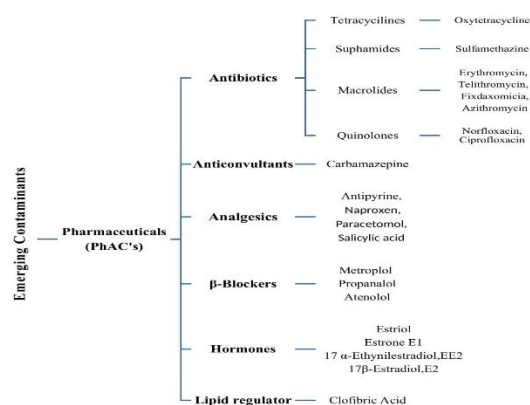 Emerging Contaminants
Pharmaceuticals
(PhAC's)
Antibiotics
Tetracycilines
Oxytetracycline
Suphamides
Sulfamethazine
Macrolides
Erythromycin,
Telithromycin,
Fixdaxomicia,
Azithromycin
Quinolones
Norfloxacin,
Ciprofloxacin
Anticonvultants
Carbamazepine
Analgesics
Antipyrine,
Naproxen,
Paracetomol,
Salicylic acid
β-Blockers
Metroplol
Propanalol
Atenolol
Hormones
Estriol
Estrone E1
17 α-Ethynilestradiol,EE2
17β-Estradiol,E2
Lipid regulator
Clofibric Acid